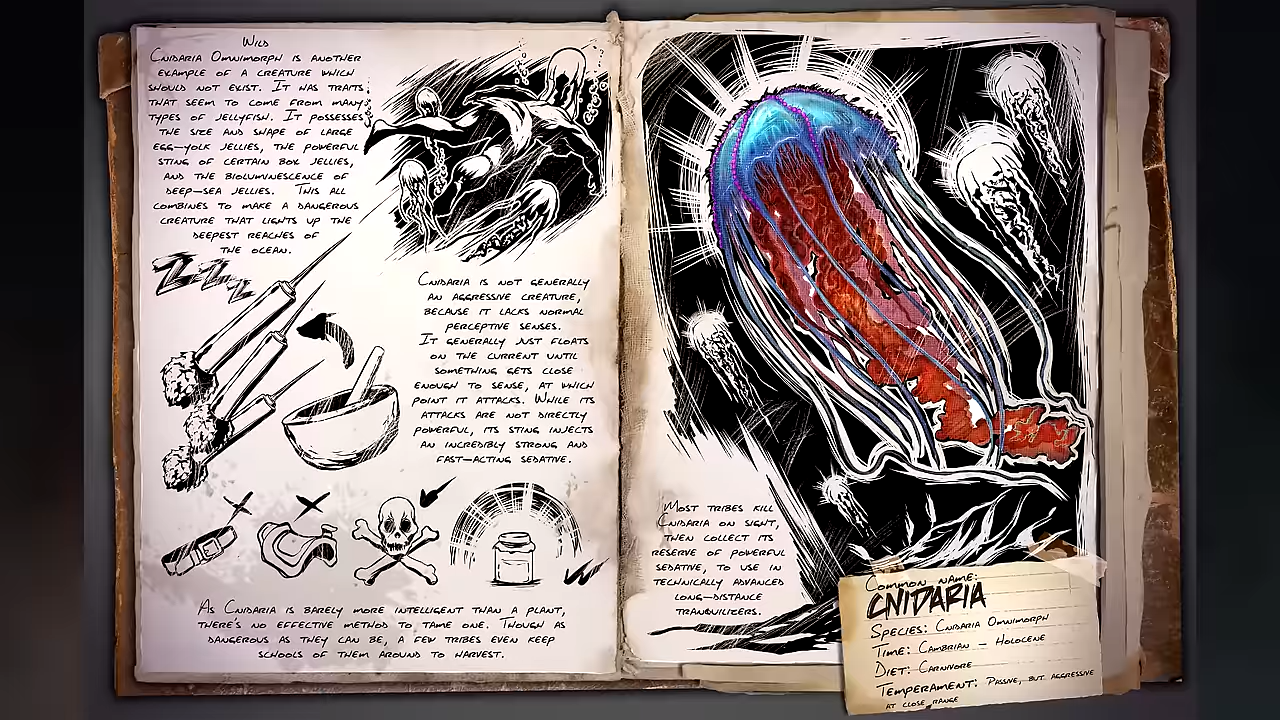 Wild
Cnidaria Omnimorph is another
example of a creature which
should not exist. It has traits
that seem to come from many
types of jellyfish. It possesses
the size and shape of large
egg-yolk jellies, the powerful
sting of certain box jellies,
and the bioluminescence of
deep-sea jellies. This all
combines to make a dangerous
creature that lights up the
deepest reaches of
the ocean.
ZZZZ
Cnidaria is not generally
an aggressive creature,
because it lacks normal
perceptive senses.
It generally just floats
on the current until
something gets close
enough to sense, at which
point it attacks. While its
attacks are not directly
powerful, its sting injects
an incredibly strong and
fast-acting sedative.
As Cnidaria is barely more intelligent than a plant,
there's no effective method to tame one. Though as
dangerous as they can be, a few tribes even keep
schools of them around to harvest.
Most tribes kill
Cnidaria on sight,
then collect its
reserve of powerful
sedative, to use in
technically advanced
long-distance
tranquilizers.
Common name:
CNIDARIA
Species: Cnidaria Omnimorph
Time: Cambrian - Holocene
Diet: Carnivore
Temperament: Passive, but aggressive
at close range